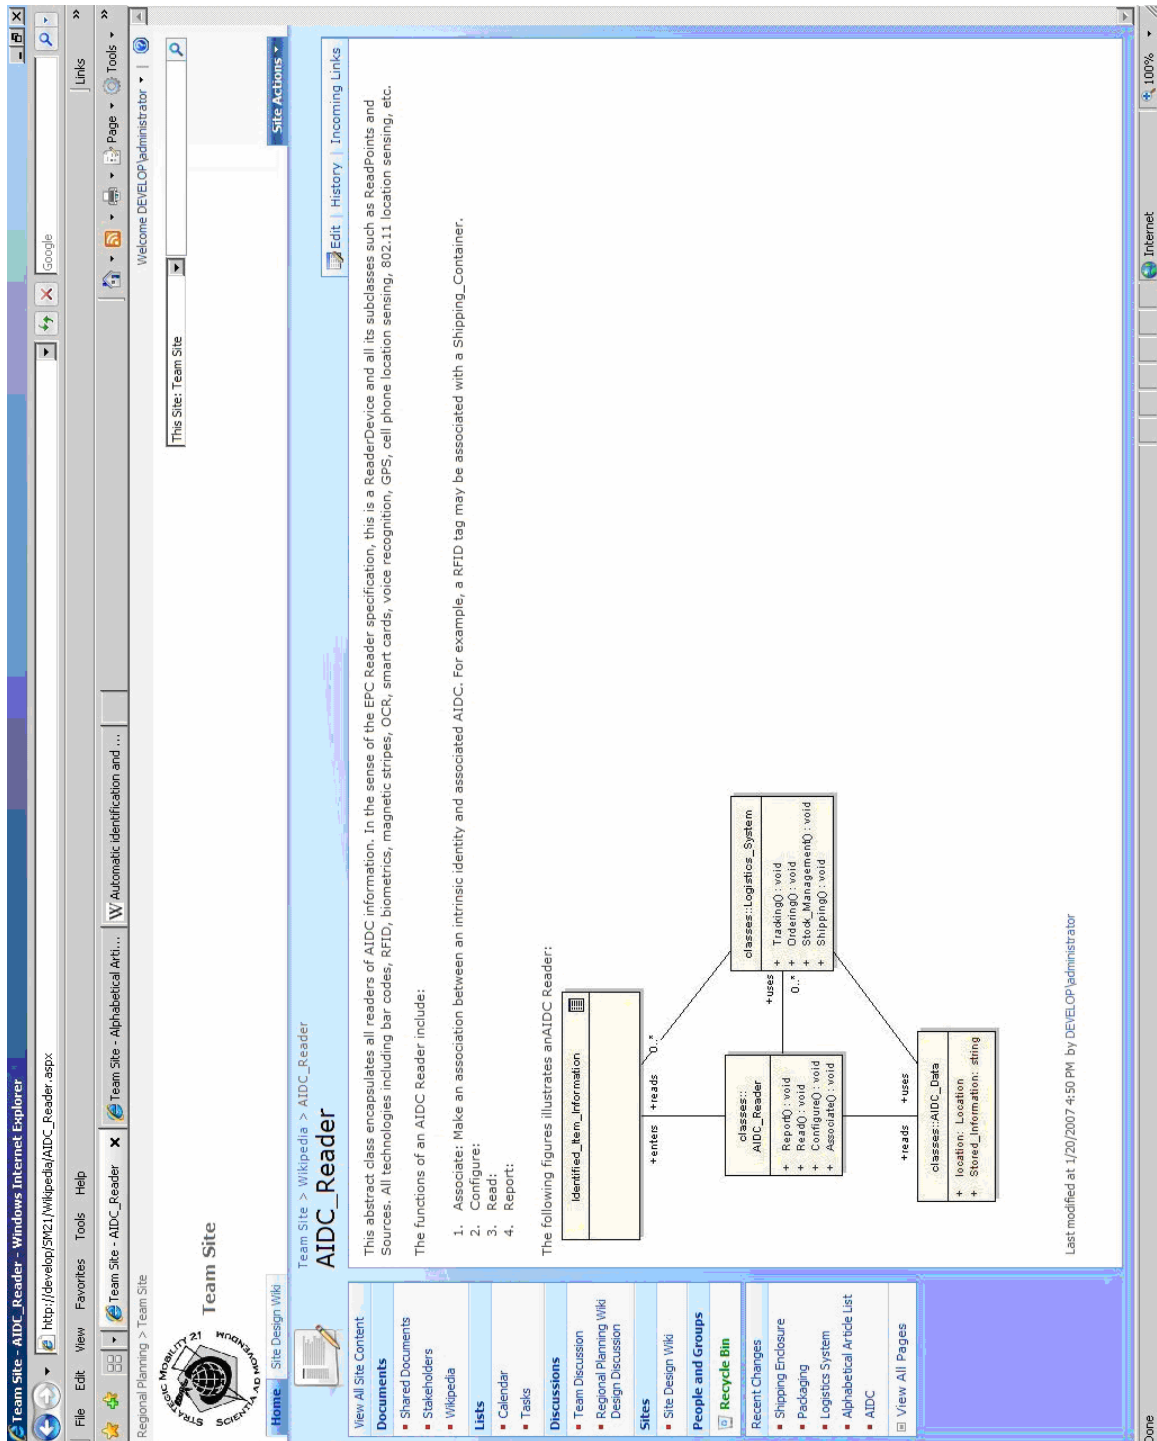 Team Site - AIDC_Reader - Windows Internet Explorer
http://develop/SM21/Wikipedia/AIDC_Reader.aspx
Google
File Edit View Favorites Tools Help
Links
Team Site - AIDC_Reader
Team Site - Alphabetical Arti...
W Automatic identification and ...
Page
Tools
Regional Planning > Team Site
Welcome DEVELOP\administrator
STRATEGIC MOBILITY 21
SCIENTIA AD MOVENDUM
Team Site
This Site: Team Site
Home
Site Design Wiki
Site Actions
Team Site > Wikipedia > AIDC_Reader
AIDC_Reader
Edit | History | Incoming Links
View All Site Content
Documents
Shared Documents
Stakeholders
Wikipedia
Lists
Calendar
Tasks
Discussions
Team Discussion
Regional Planning Wiki
Design Discussion
Sites
Site Design Wiki
People and Groups
Recycle Bin
Recent Changes
Shipping Enclosure
Packaging
Logistics System
Alphabetical Article List
AIDC
View All Pages
This abstract class encapsulates all readers of AIDC information. In the sense of the EPC Reader specification, this is a ReaderDevice and all its subclasses such as ReadPoints and
Sources. All technologies including bar codes, RFID, biometrics, magnetic stripes, OCR, smart cards, voice recognition, GPS, cell phone location sensing, 802.11 location sensing, etc.
The functions of an AIDC Reader include:
1. Associate: Make an association between an intrinsic identity and associated AIDC. For example, a RFID tag may be associated with a Shipping_Container.
2. Configure:
3. Read:
4. Report:
The following figures illustrates anAIDC Reader:
Identified_Item_Information
+enters +reads
0..*
classes::
AIDC_Reader
+ Report() : void
+ Read() : void
+ Configure() : void
+ Associate() : void
+uses
0..*
classes::Logistics_System
+ Tracking() : void
+ Ordering() : void
+ Stock_Management() : void
+ Shipping() : void
+reads +uses
classes::AIDC_Data
+ location: Location
+ Stored_Information: string
Last modified at 1/20/2007 4:50 PM by DEVELOP\administrator
Done
Internet
100%